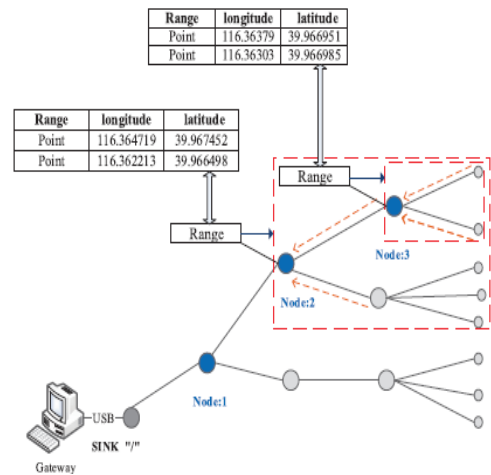 Range longitude latitude
Point 116.36379 39.966951
Point 116.36303 39.966985
Range longitude latitude
Point 116.364719 39.967452
Point 116.362213 39.966498
Range
Range
Node:3
Node:2
Node:1
USB
SINK "/"
Gateway